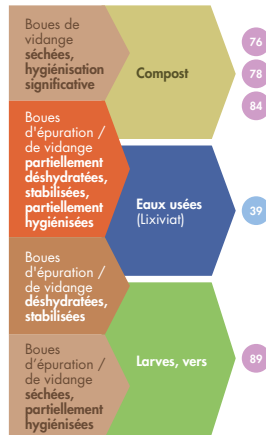 Boues de
vidange
séchées,
hygiénisation
significative
Compost
76
78
84
Boues
d'épuration /
de vidange
partiellement
déshydratées,
stabilisées,
partiellement
hygiénisées
Eaux usées
(Lixiviat)
39
Boues
d'épuration /
de vidange
déshydratées,
stabilisées
Boues
d'épuration /
de vidange
séchées,
partiellement
hygiénisées
Larves, vers
89